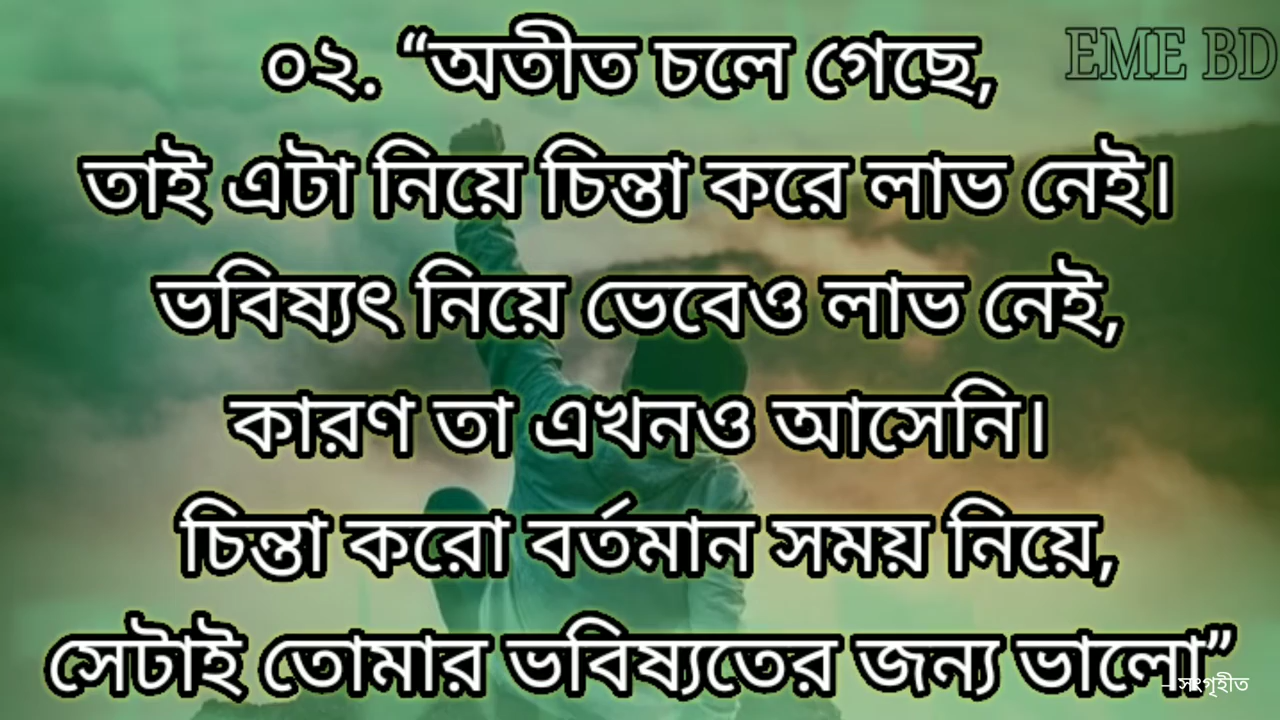 ০২. “অতীত চলে গেছে,
EME BD
তাই এটা নিয়ে চিন্তা করে লাভ নেই।
ভবিষ্যৎ নিয়ে ভেবেও লাভ নেই,
কারণ তা এখনও আসেনি।
চিন্তা করো বর্তমান সময় নিয়ে,
সেটাই তোমার ভবিষ্যতের জন্য ভালো”
– সংগৃহীত